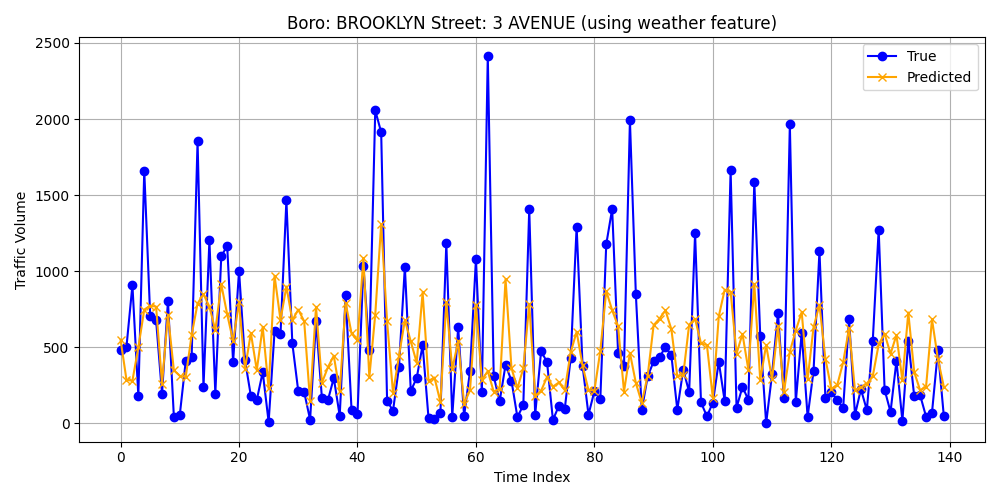 Boro: BROOKLYN Street: 3 AVENUE (using weather feature)
2500
2000
1500
1000
500
0
Traffic Volume
True
Predicted
0 20 40 60 80 100 120 140
Time Index